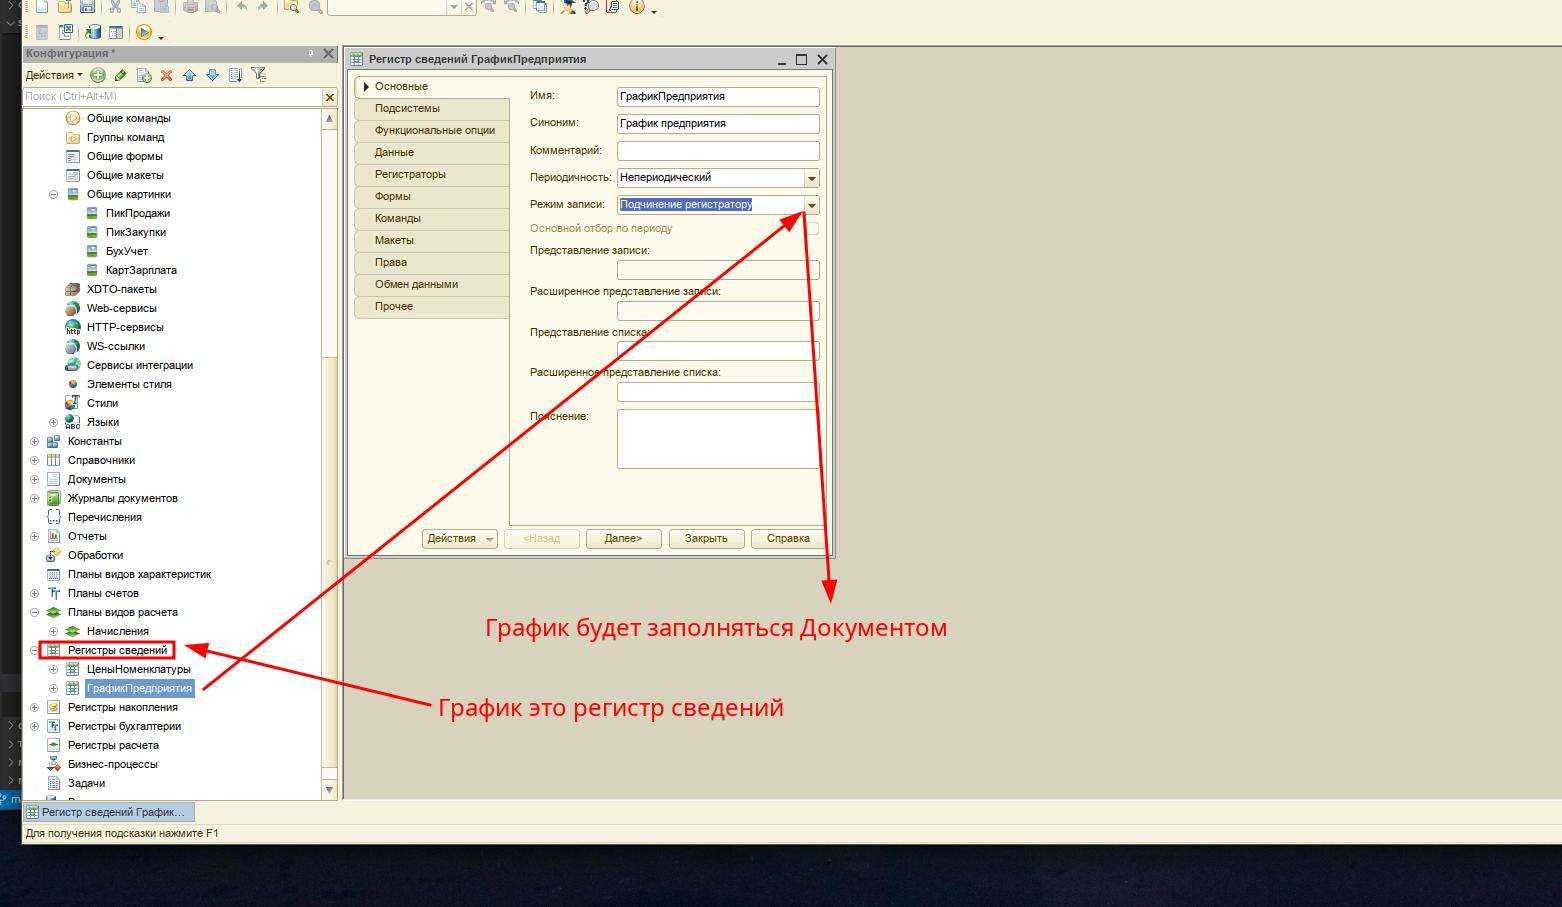 Конфигурация *
Действия
Поиск (Ctrl+Alt+M)
Общие команды
Группы команд
Общие формы
Общие макеты
Общие картинки
ПикПродажи
ПикЗакупки
БухУчет
КартЗарплата
XDTO-пакеты
Web-сервисы
HTTP-сервисы
WS-ссылки
Сервисы интеграции
Элементы стиля
Стили
Языки
Константы
Справочники
Документы
Журналы документов
Перечисления
Отчеты
Обработки
Планы видов характеристик
Планы счетов
Планы видов расчета
Начисления
Регистры сведений
ЦеныНоменклатуры
ГрафикПредприятия
Регистры накопления
Регистры бухгалтерии
Регистры расчета
Бизнес-процессы
Задачи
Регистр сведений ГрафикПредприятия
Основные
Подсистемы
Функциональные опции
Данные
Регистраторы
Формы
Команды
Макеты
Права
Обмен данными
Прочее
Имя: ГрафикПредприятия
Синоним: График предприятия
Комментарий:
Периодичность: Непериодический
Режим записи: Подчинение регистратору
Основной отбор по периоду
Представление записи:
Расширенное представление записи:
Представление списка:
Расширенное представление списка:
Пояснение:
Действия <Назад Далее> Закрыть Справка
График будет заполняться Документом
График это регистр сведений
Регистр сведений График...
Для получения подсказки нажмите F1